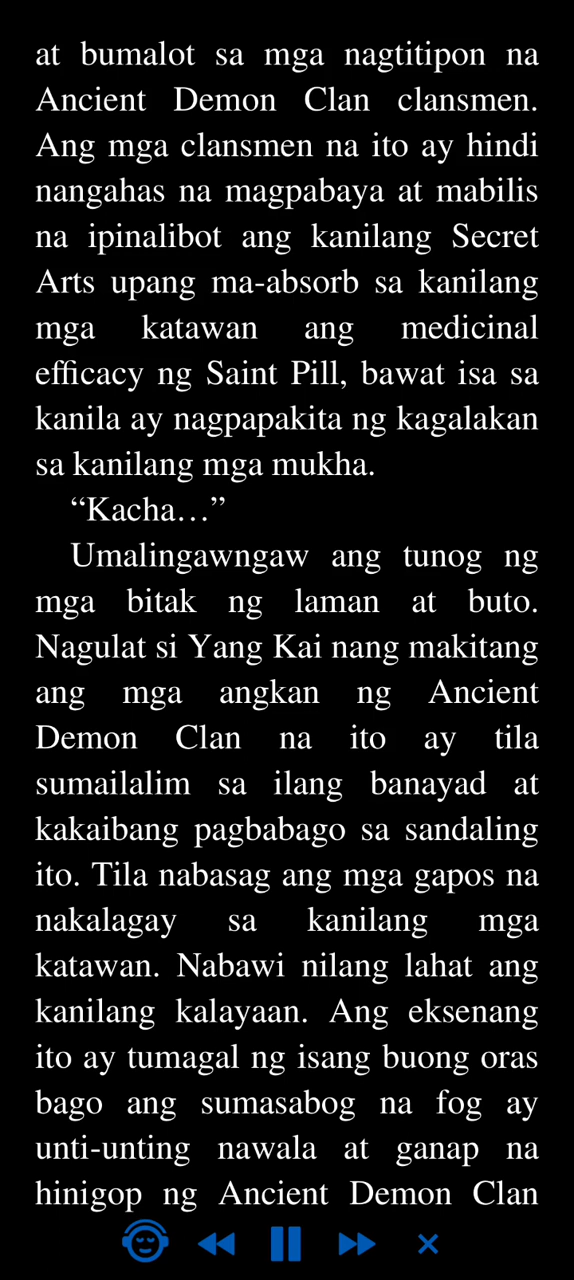 at bumalot sa mga nagtitipon na
Ancient Demon Clan clansmen.
Ang mga clansmen na ito ay hindi
nangahas na magpabaya at mabilis
na ipinalibot ang kanilang Secret
Arts upang ma-absorb sa kanilang
mga katawan ang medicinal
efficacy ng Saint Pill, bawat isa sa
kanila ay nagpapakita ng kagalakan
sa kanilang mga mukha.
“Kacha…”
Umalingawngaw ang tunog ng
mga bitak ng laman at buto.
Nagulat si Yang Kai nang makitang
ang mga angkan ng Ancient
Demon Clan na ito ay tila
sumailalim sa ilang banayad at
kakaibang pagbabago sa sandaling
ito. Tila nabasag ang mga gapos na
nakalagay sa kanilang mga
katawan. Nabawi nilang lahat ang
kanilang kalayaan. Ang eksenang
ito ay tumagal ng isang buong oras
bago ang sumasabog na fog ay
unti-unting nawala at ganap na
hinigop ng Ancient Demon Clan